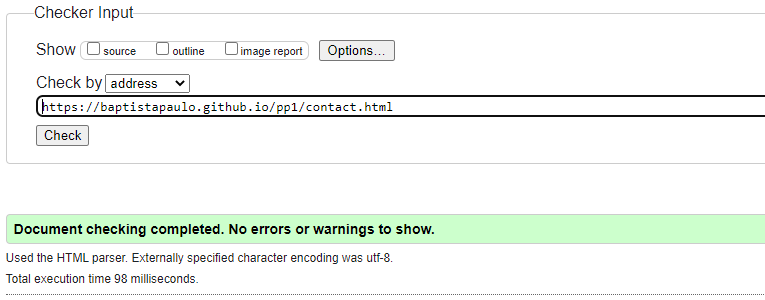 Checker Input
Show source outline image report Options...
Check by address
https://baptistapaulo.github.io/pp1/contact.html
Check
Document checking completed. No errors or warnings to show.
Used the HTML parser. Externally specified character encoding was utf-8.
Total execution time 98 milliseconds.